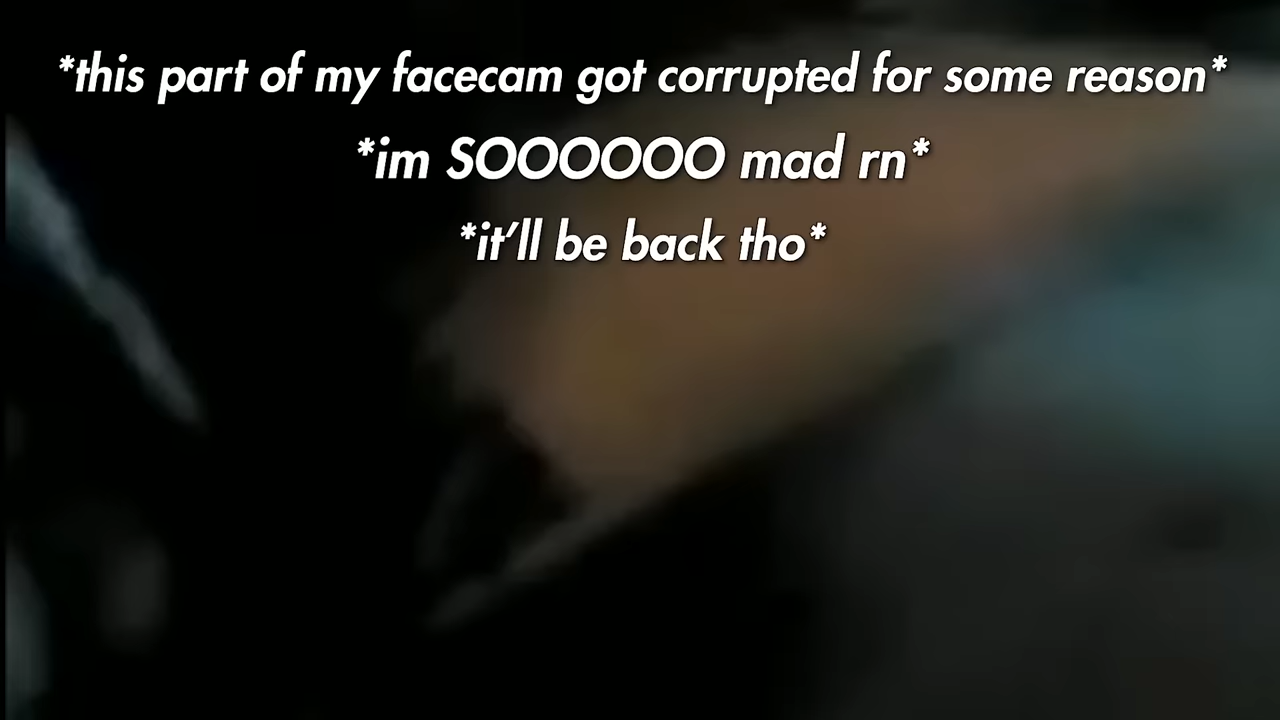 *this part of my facecam got corrupted for some reason*
*im SOOOOOO mad rn*
*it’ll be back tho*